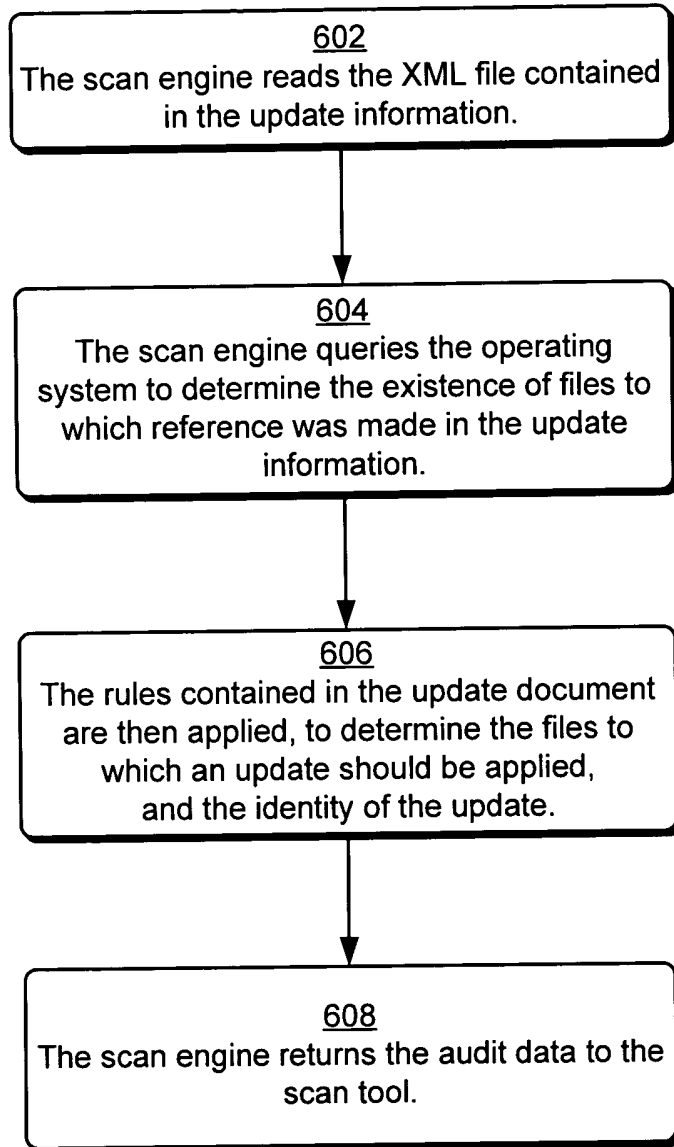 602
The scan engine reads the XML file contained
in the update information.
604
The scan engine queries the operating
system to determine the existence of files to
which reference was made in the update
information.
606
The rules contained in the update document
are then applied, to determine the files to
which an update should be applied,
and the identity of the update.
608
The scan engine returns the audit data to the
scan tool.